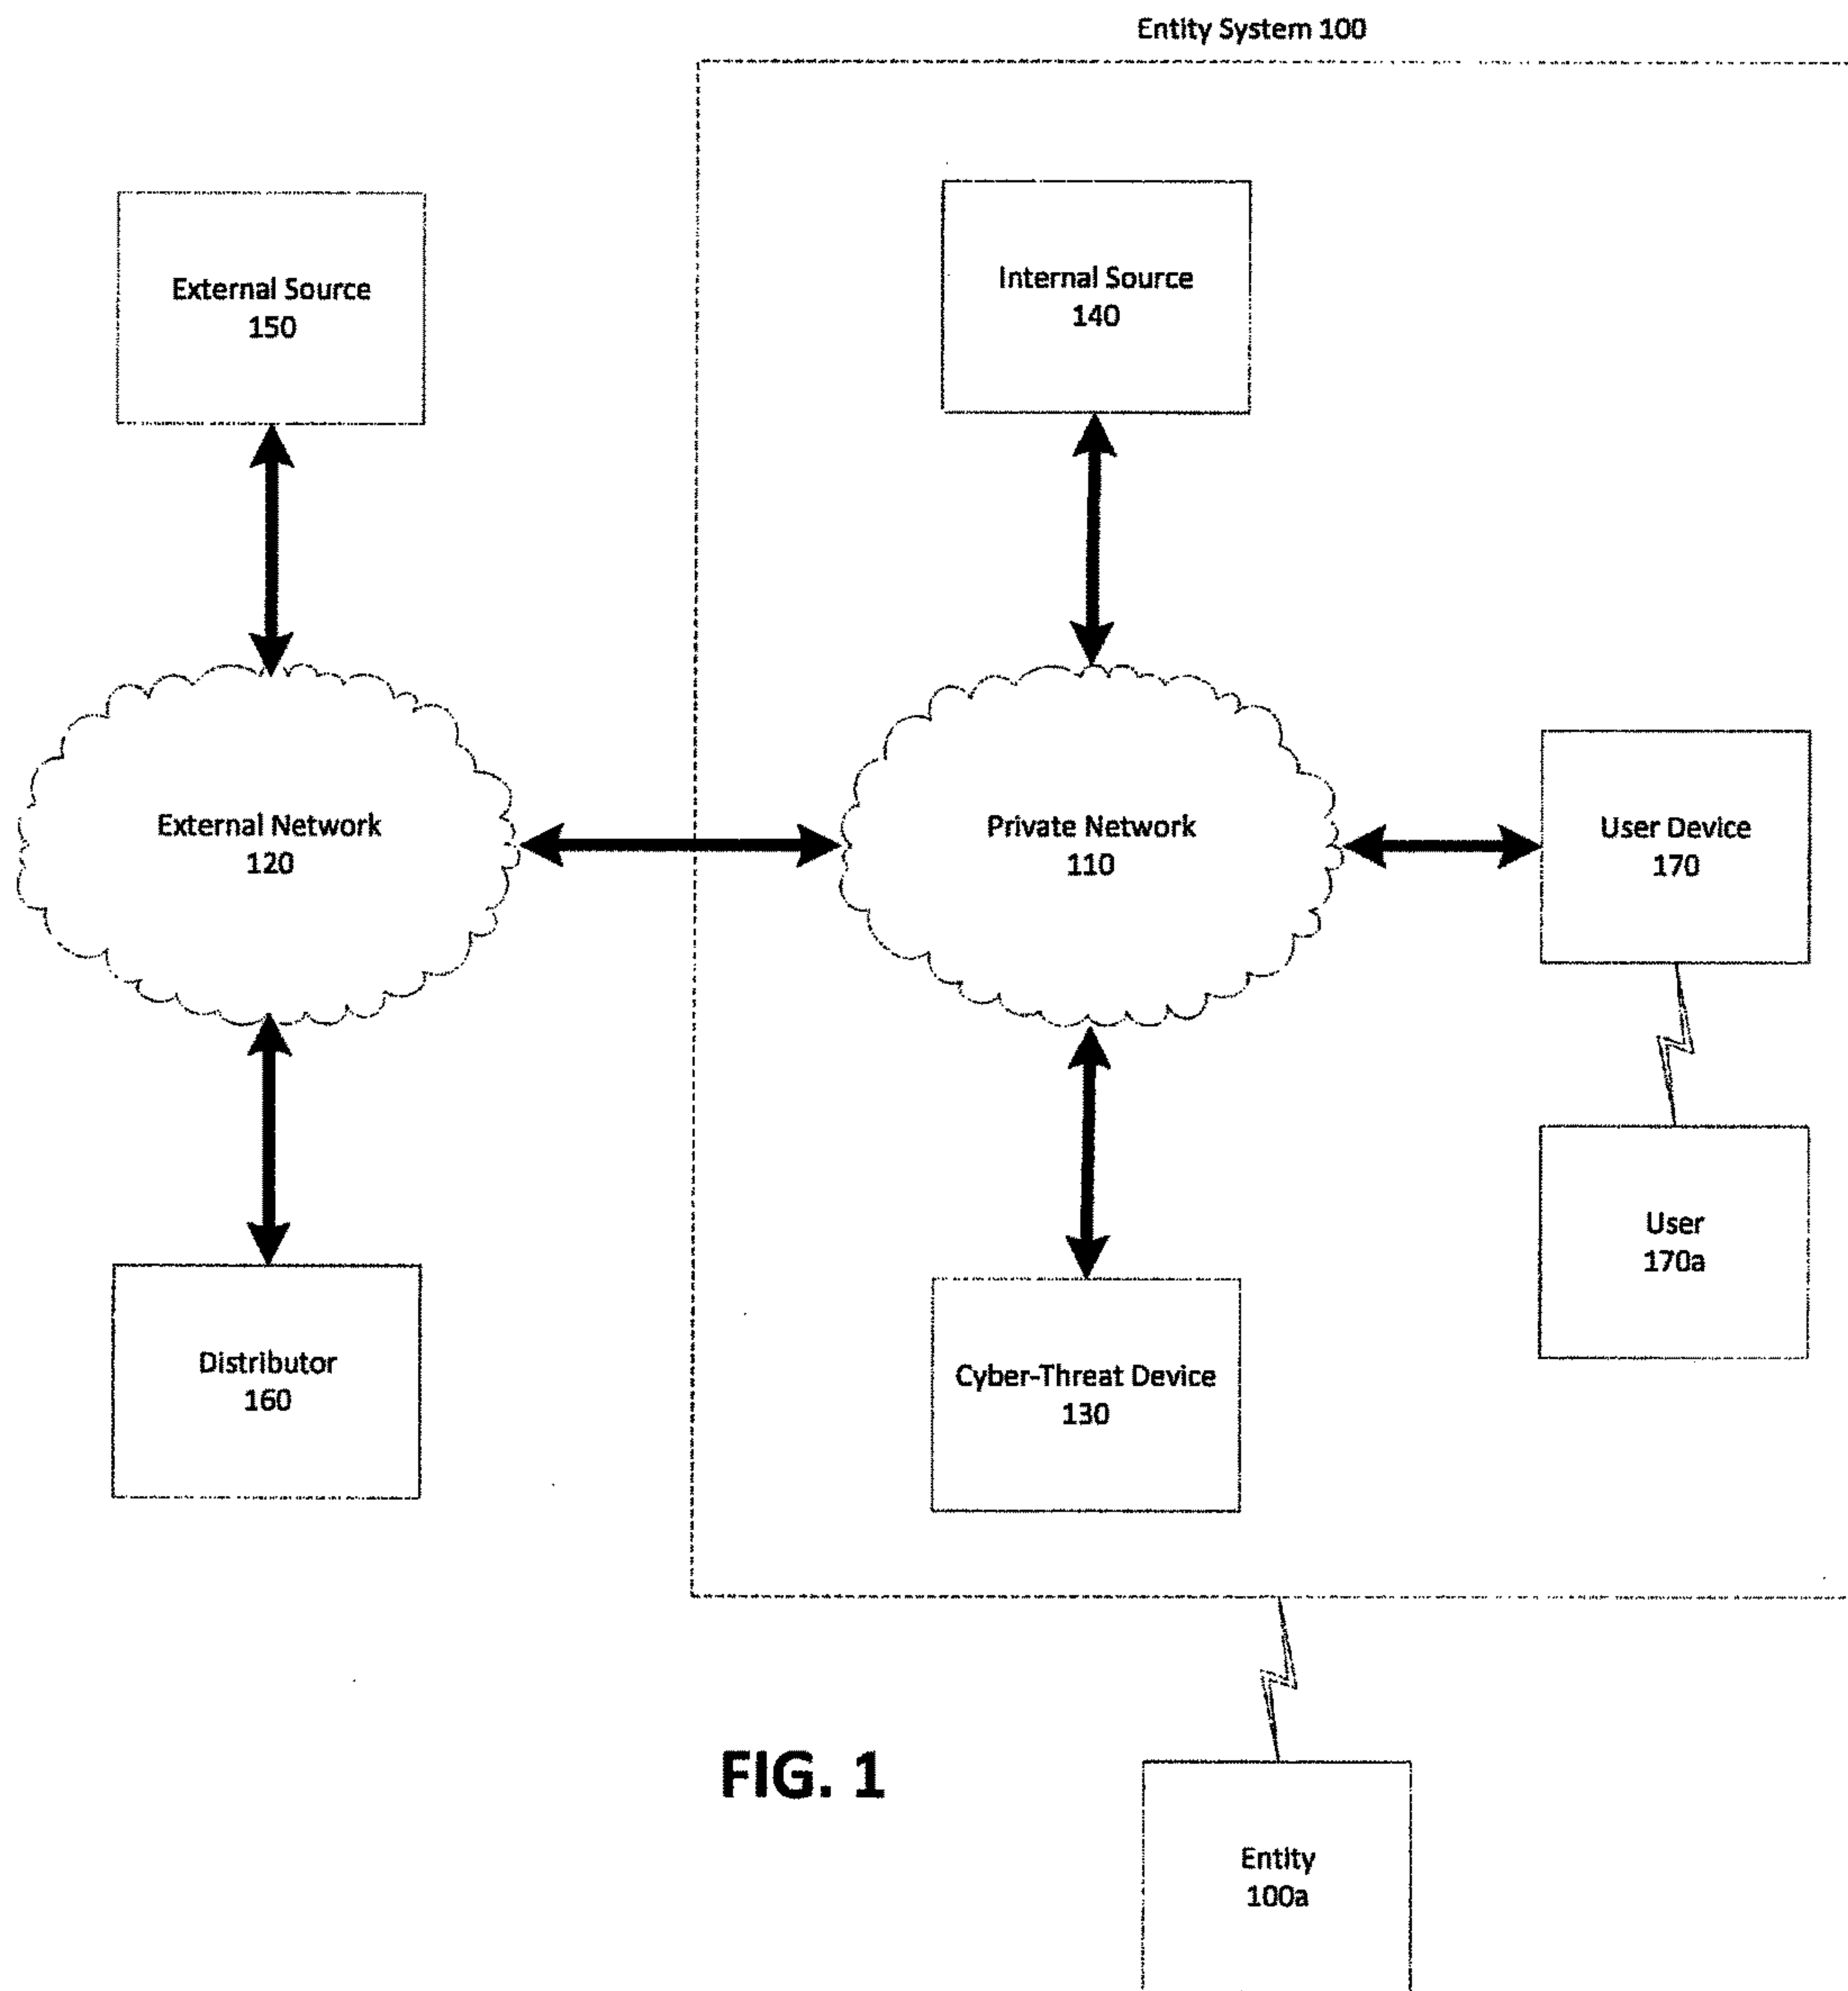 Entity System 100
External Source
150
Internal Source
140
External Network
120
Private Network
110
User Device
170
User
170a
Distributor
160
Cyber-Threat Device
130
FIG. 1
Entity
100a